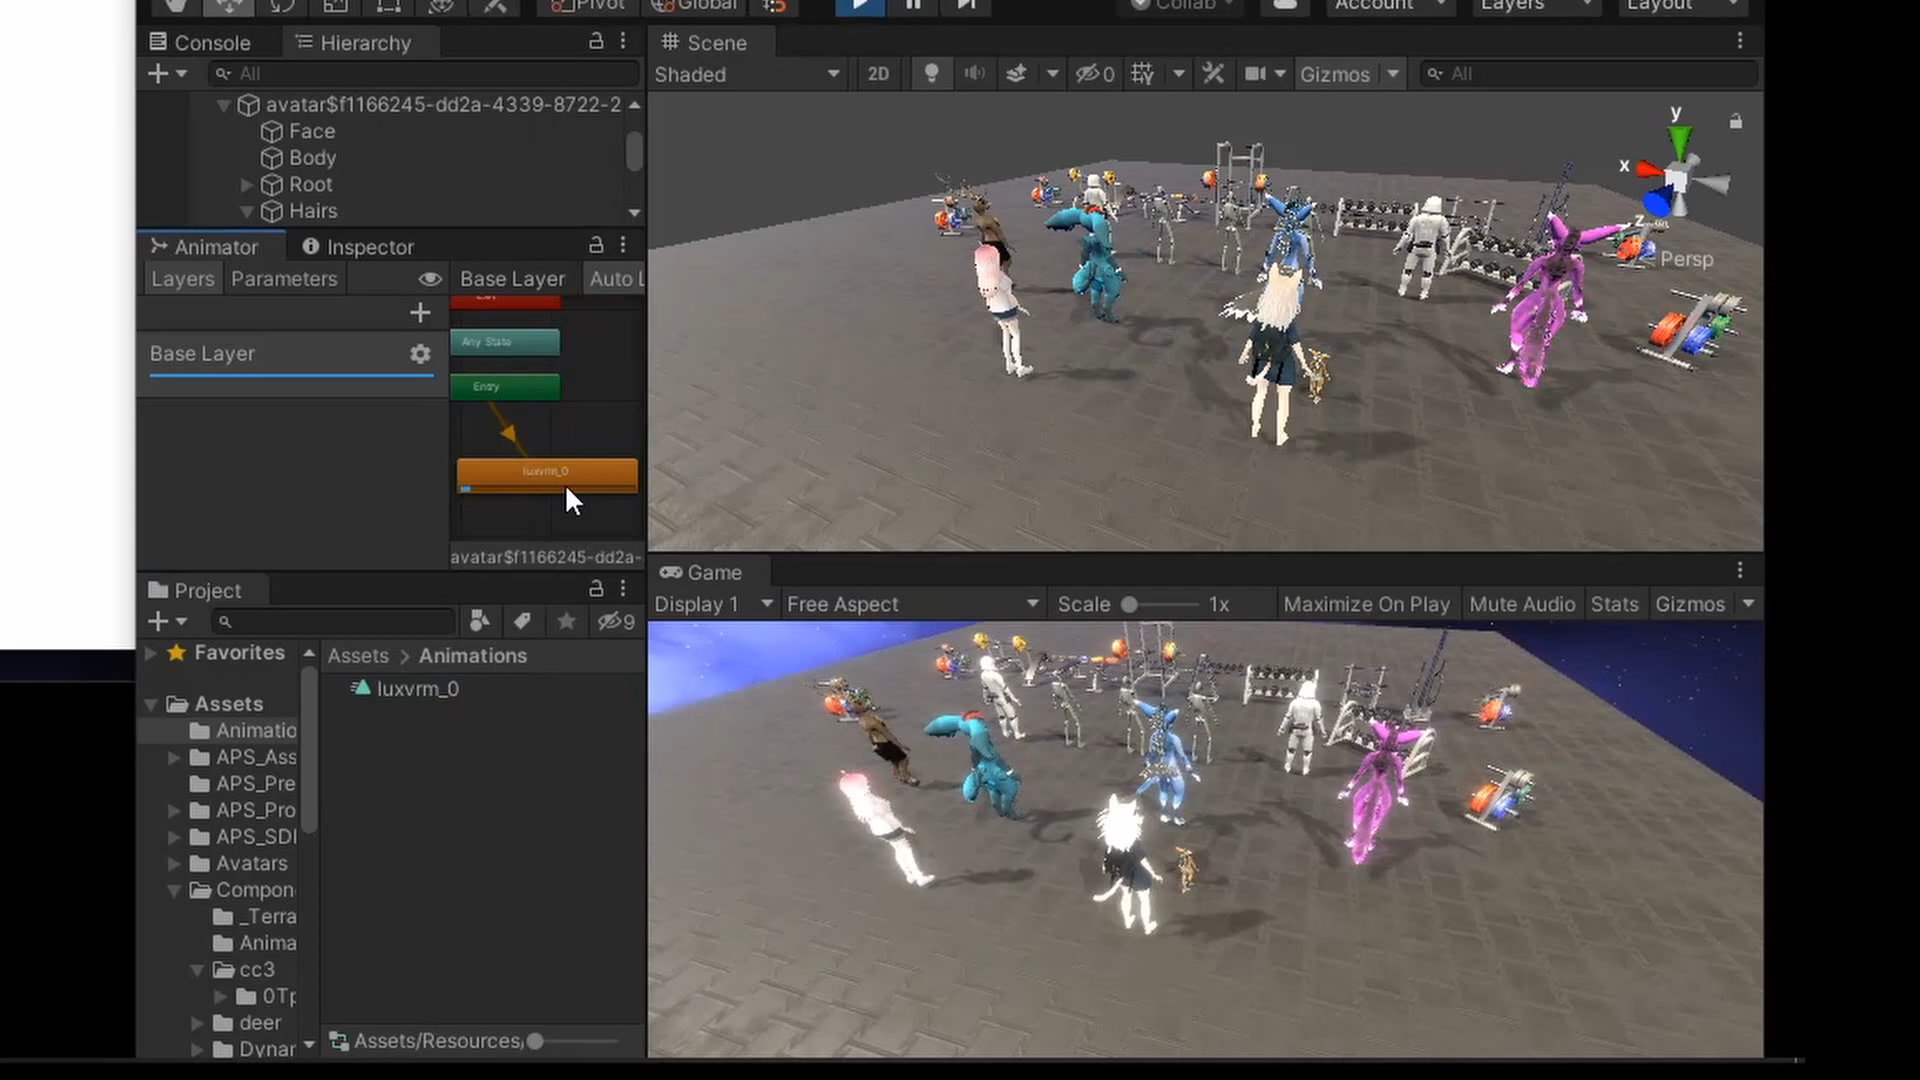 Pivot Global Collab Account Layers Layout
Console Hierarchy
All
avatar$f1166245-dd2a-4339-8722-2
Face
Body
Root
Hairs
Animator Inspector
Layers Parameters Base Layer Auto L
Any State
Base Layer
Entry
luxvrm_0
avatar$f1166245-dd2a-
Project
9
Favorites
Assets
Animatio
APS_Ass
APS_Pre
APS_Pro
APS_SDI
Avatars
Compon
_Terra
Anima
cc3
0Tp
deer
Dynar
Assets > Animations
luxvrm_0
Assets/Resources/
Scene
Shaded 2D 0 Gizmos All
y
x
z
Persp
Game
Display 1 Free Aspect Scale 1x Maximize On Play Mute Audio Stats Gizmos